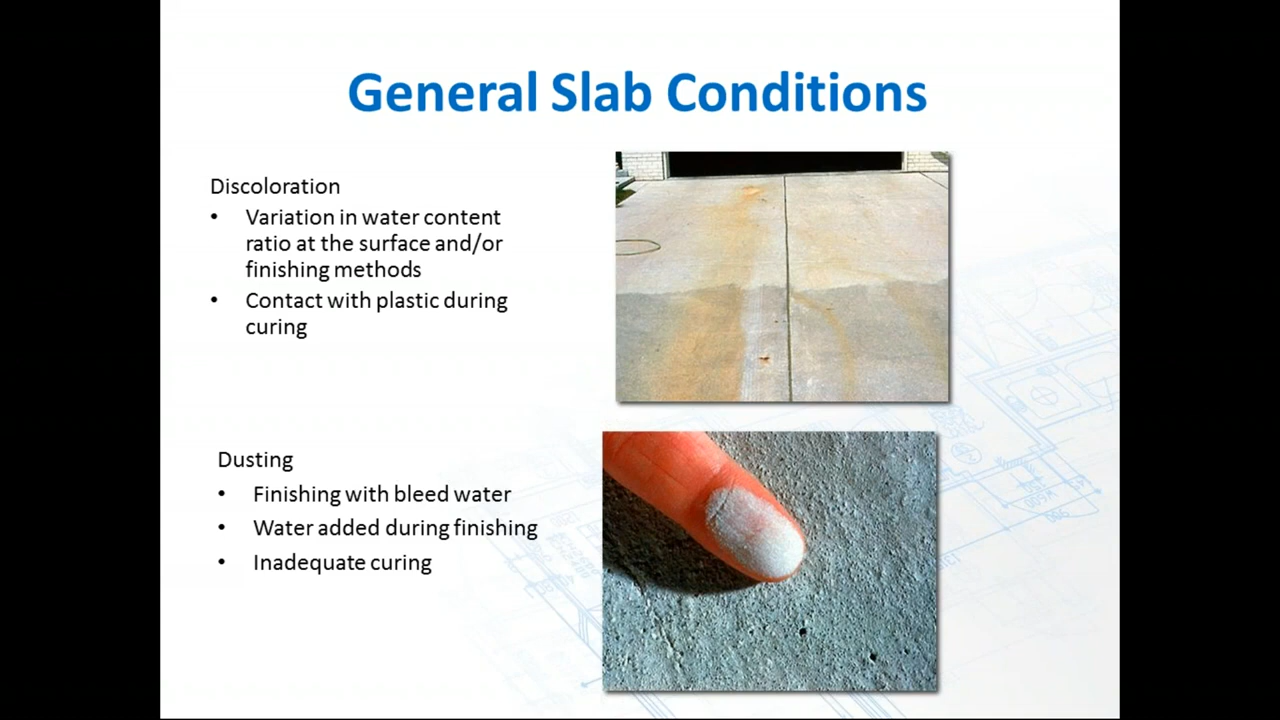 General Slab Conditions
Discoloration
• Variation in water content
ratio at the surface and/or
finishing methods
• Contact with plastic during
curing
Dusting
• Finishing with bleed water
• Water added during finishing
• Inadequate curing